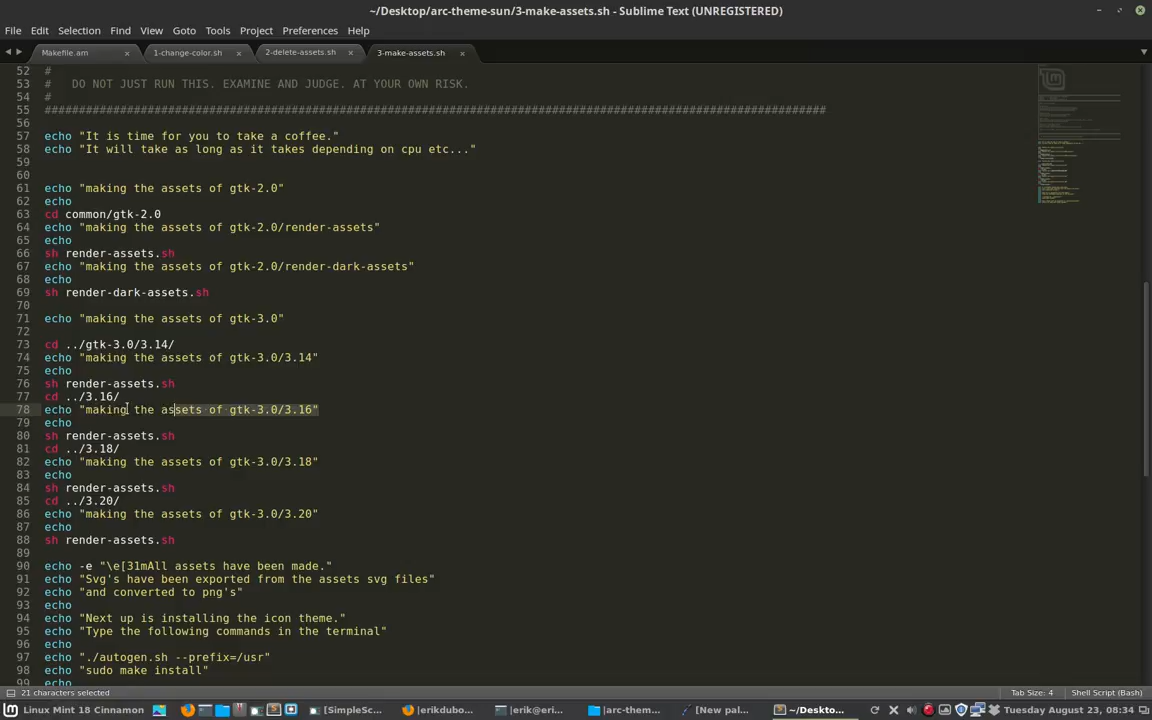 ~/Desktop/arc-theme-sun/3-make-assets.sh - Sublime Text (UNREGISTERED)
File Edit Selection Find View Goto Tools Project Preferences Help
Makefile.am × 1-change-color.sh × 2-delete-assets.sh × 3-make-assets.sh ×
52 #
53 #   DO NOT JUST RUN THIS. EXAMINE AND JUDGE. AT YOUR OWN RISK.
54 #
55 ##################################################################################################################
56
57 echo "It is time for you to take a coffee."
58 echo "It will take as long as it takes depending on cpu etc..."
59
60
61 echo "making the assets of gtk-2.0"
62 echo
63 cd common/gtk-2.0
64 echo "making the assets of gtk-2.0/render-assets"
65 echo
66 sh render-assets.sh
67 echo "making the assets of gtk-2.0/render-dark-assets"
68 echo
69 sh render-dark-assets.sh
70
71 echo "making the assets of gtk-3.0"
72
73 cd ../gtk-3.0/3.14/
74 echo "making the assets of gtk-3.0/3.14"
75 echo
76 sh render-assets.sh
77 cd ../3.16/
78 echo "making the assets of gtk-3.0/3.16"
79 echo
80 sh render-assets.sh
81 cd ../3.18/
82 echo "making the assets of gtk-3.0/3.18"
83 echo
84 sh render-assets.sh
85 cd ../3.20/
86 echo "making the assets of gtk-3.0/3.20"
87 echo
88 sh render-assets.sh
89
90 echo -e "\e[31mAll assets have been made."
91 echo "Svg's have been exported from the assets svg files"
92 echo "and converted to png's"
93 echo
94 echo "Next up is installing the icon theme."
95 echo "Type the following commands in the terminal"
96 echo
97 echo "./autogen.sh --prefix=/usr"
98 echo "sudo make install"
99 echo
21 characters selected Tab Size: 4 Shell Script (Bash)
Linux Mint 18 Cinnamon [SimpleSc... |erikdubo... |erik@eri... |arc-them... [New pal... ~/Deskto... Tuesday August 23, 08:34